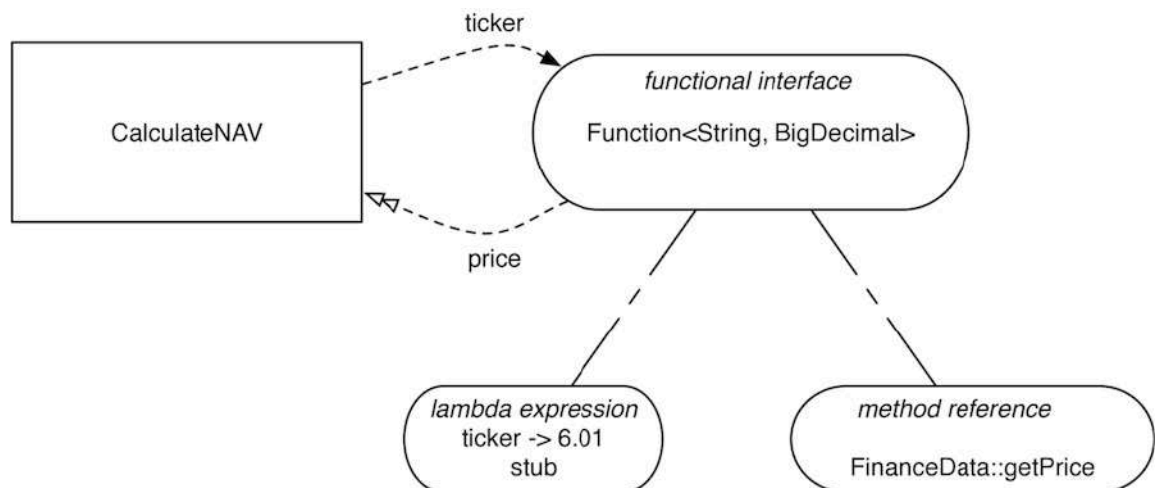 ticker
functional interface
CalculateNAV
Function<String, BigDecimal>
price
lambda expression
ticker -> 6.01
stub
method reference
FinanceData::getPrice